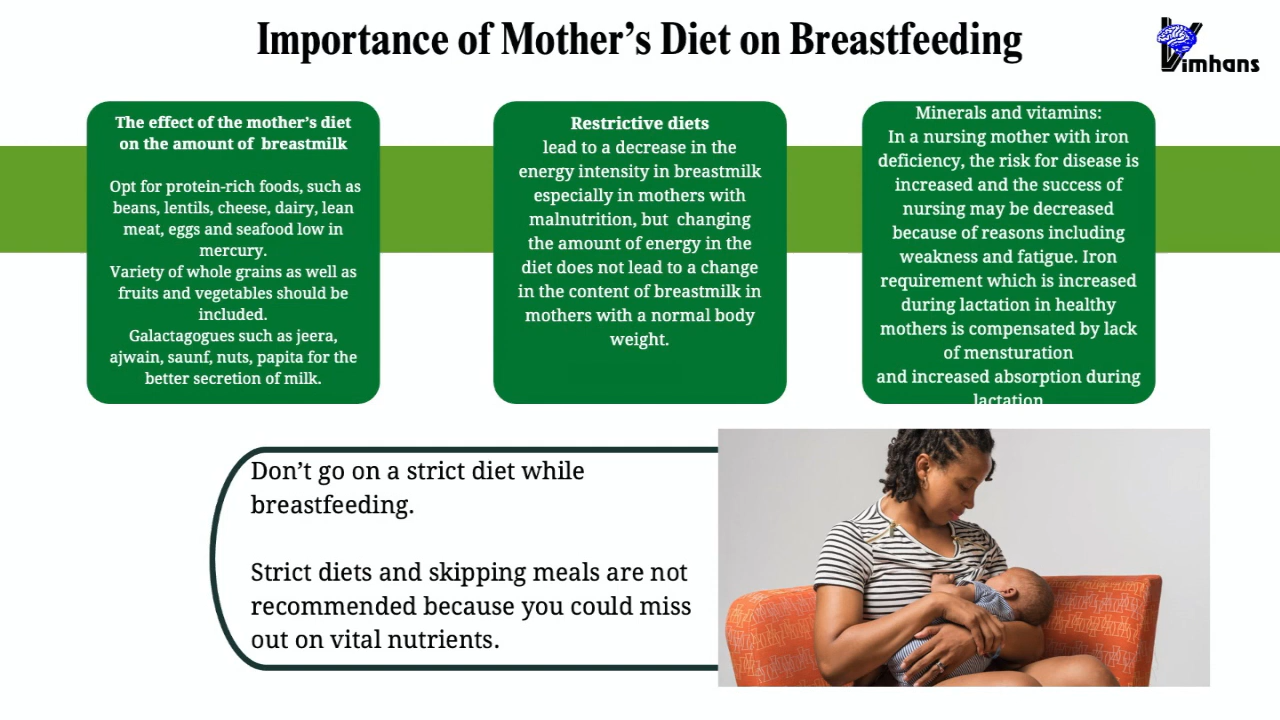 Importance of Mother's Diet on Breastfeeding
Vimhans
The effect of the mother's diet
on the amount of breastmilk
Opt for protein-rich foods, such as
beans, lentils, cheese, dairy, lean
meat, eggs and seafood low in
mercury.
Variety of whole grains as well as
fruits and vegetables should be
included.
Galactagogues such as jeera,
ajwain, saunf, nuts, papita for the
better secretion of milk.
Restrictive diets
lead to a decrease in the
energy intensity in breastmilk
especially in mothers with
malnutrition, but changing
the amount of energy in the
diet does not lead to a change
in the content of breastmilk in
mothers with a normal body
weight.
Minerals and vitamins:
In a nursing mother with iron
deficiency, the risk for disease is
increased and the success of
nursing may be decreased
because of reasons including
weakness and fatigue. Iron
requirement which is increased
during lactation in healthy
mothers is compensated by lack
of mensturation
and increased absorption during
lactation
Don't go on a strict diet while
breastfeeding.
Strict diets and skipping meals are not
recommended because you could miss
out on vital nutrients.